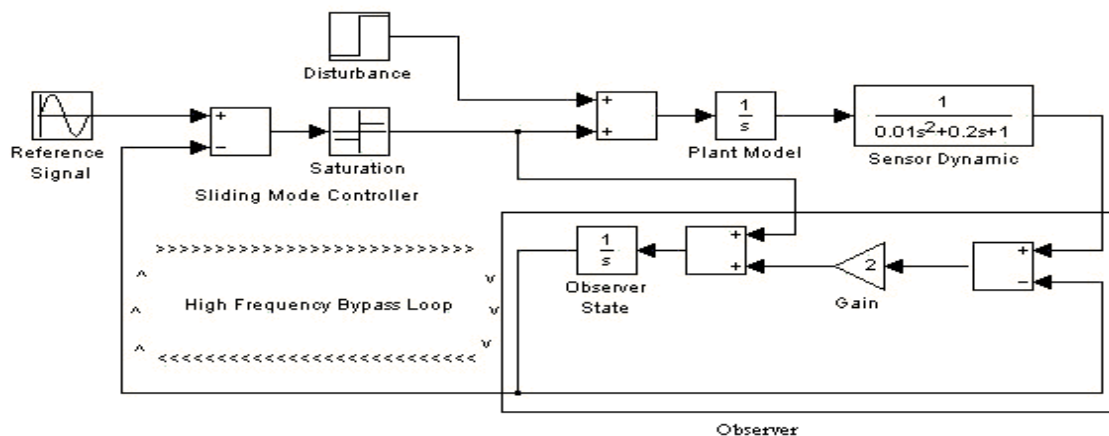 Disturbance
Reference
Signal
+
−
Saturation
Sliding Mode Controller
+
+
1
s
Plant Model
1
0.01s²+0.2s+1
Sensor Dynamic
>>>>>>>>>>>>>>>>>>>>>>>>>>>
^
^
^
High Frequency Bypass Loop
v
v
v
<<<<<<<<<<<<<<<<<<<<<<<<<<<
1
s
Observer
State
+
+
2
Gain
+
−
Observer